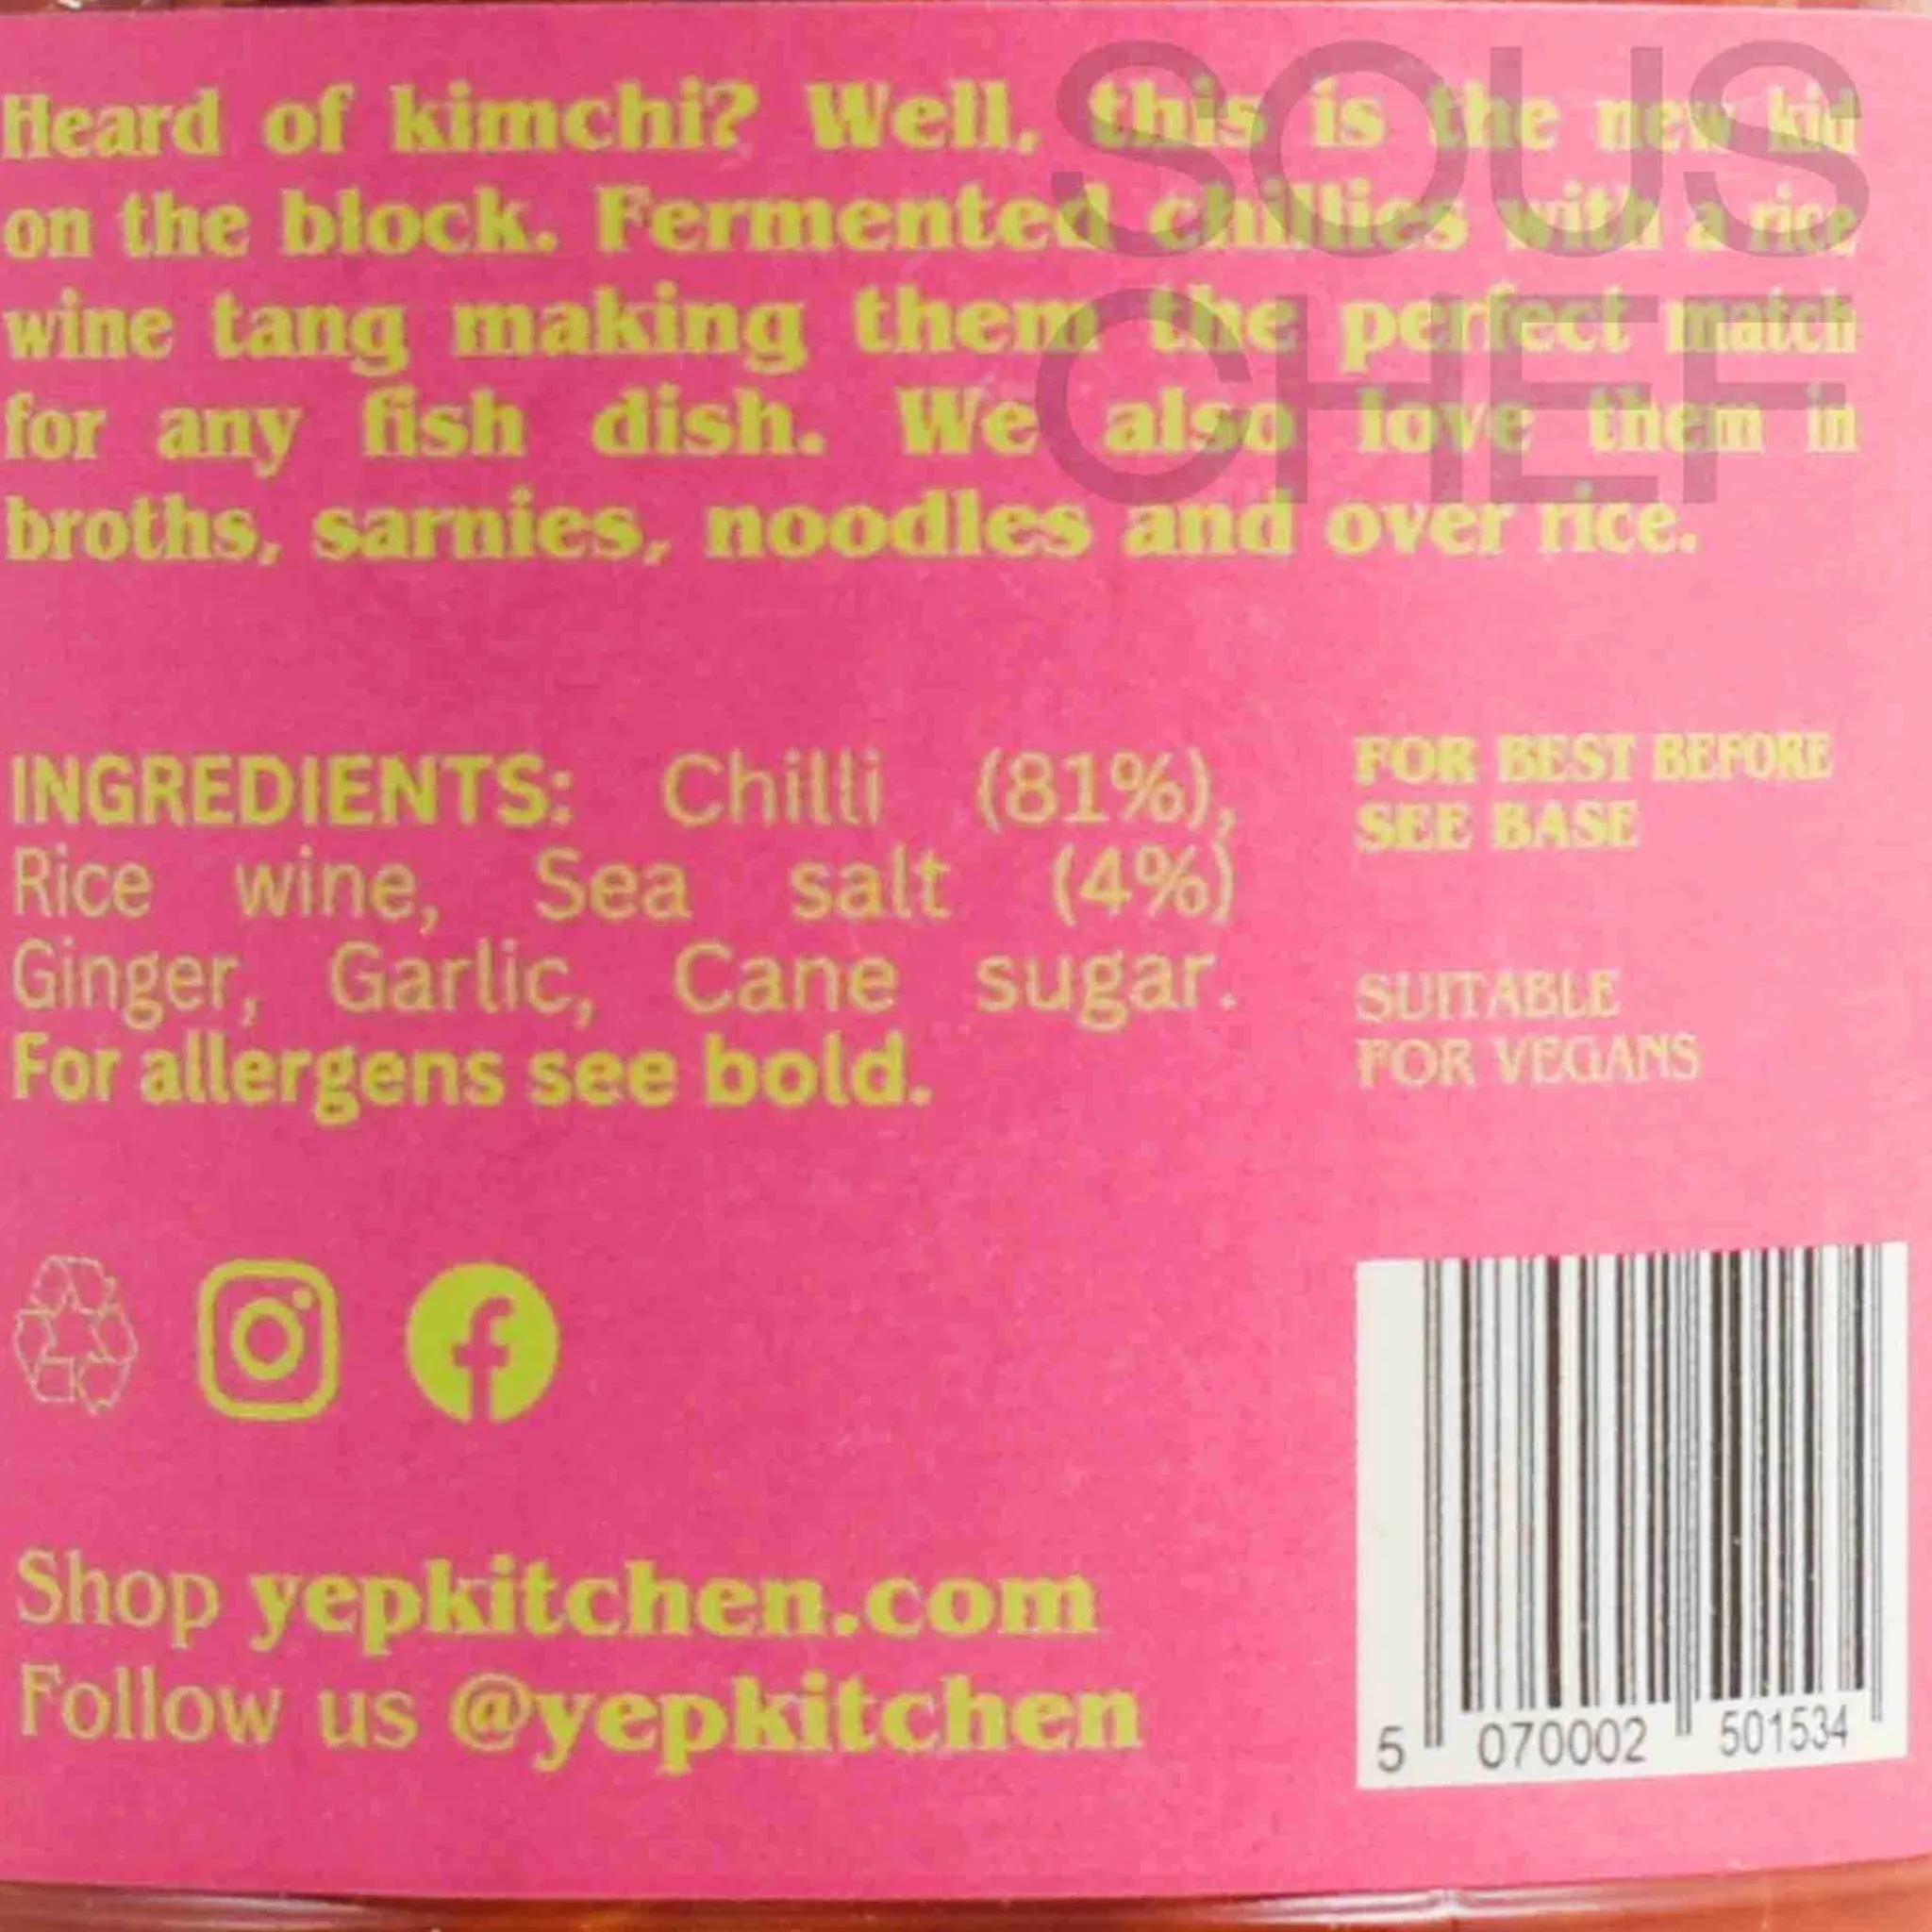 SOUS
CHEF
Heard of kimchi? Well, this is the new kid
on the block. Fermented chillies with a rice
wine tang making them the perfect match
for any fish dish. We also love them in
broths, sarnies, noodles and over rice.
INGREDIENTS: Chilli (81%),
Rice wine, Sea salt (4%)
Ginger, Garlic, Cane sugar.
For allergens see bold.
FOR BEST BEFORE
SEE BASE
SUITABLE
FOR VEGANS
Shop yepkitchen.com
Follow us @yepkitchen
5 070002 501534